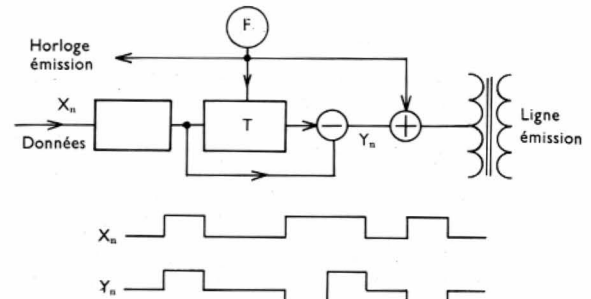 F
Horloge
émission
Xₙ
Données
T
Yₙ
Ligne
émission
Xₙ
Yₙ